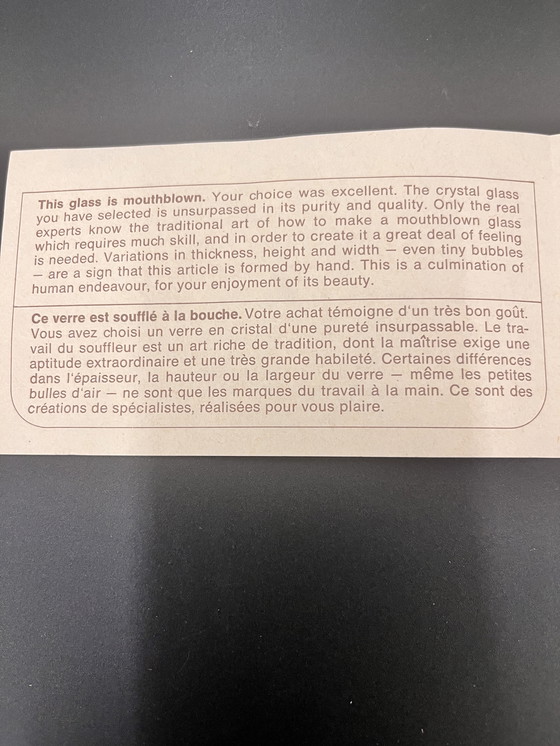 This glass is mouthblown. Your choice was excellent. The crystal glass
you have selected is unsurpassed in its purity and quality. Only the real
experts know the traditional art of how to make a mouthblown glass
which requires much skill, and in order to create it a great deal of feeling
is needed. Variations in thickness, height and width — even tiny bubbles
— are a sign that this article is formed by hand. This is a culmination of
human endeavour, for your enjoyment of its beauty.
Ce verre est soufflé à la bouche. Votre achat témoigne d'un très bon goût.
Vous avez choisi un verre en cristal d'une pureté insurpassable. Le tra-
vail du souffleur est un art riche de tradition, dont la maîtrise exige une
aptitude extraordinaire et une très grande habileté. Certaines différences
dans l'épaisseur, la hauteur ou la largeur du verre — même les petites
bulles d'air — ne sont que les marques du travail à la main. Ce sont des
créations de spécialistes, réalisées pour vous plaire.